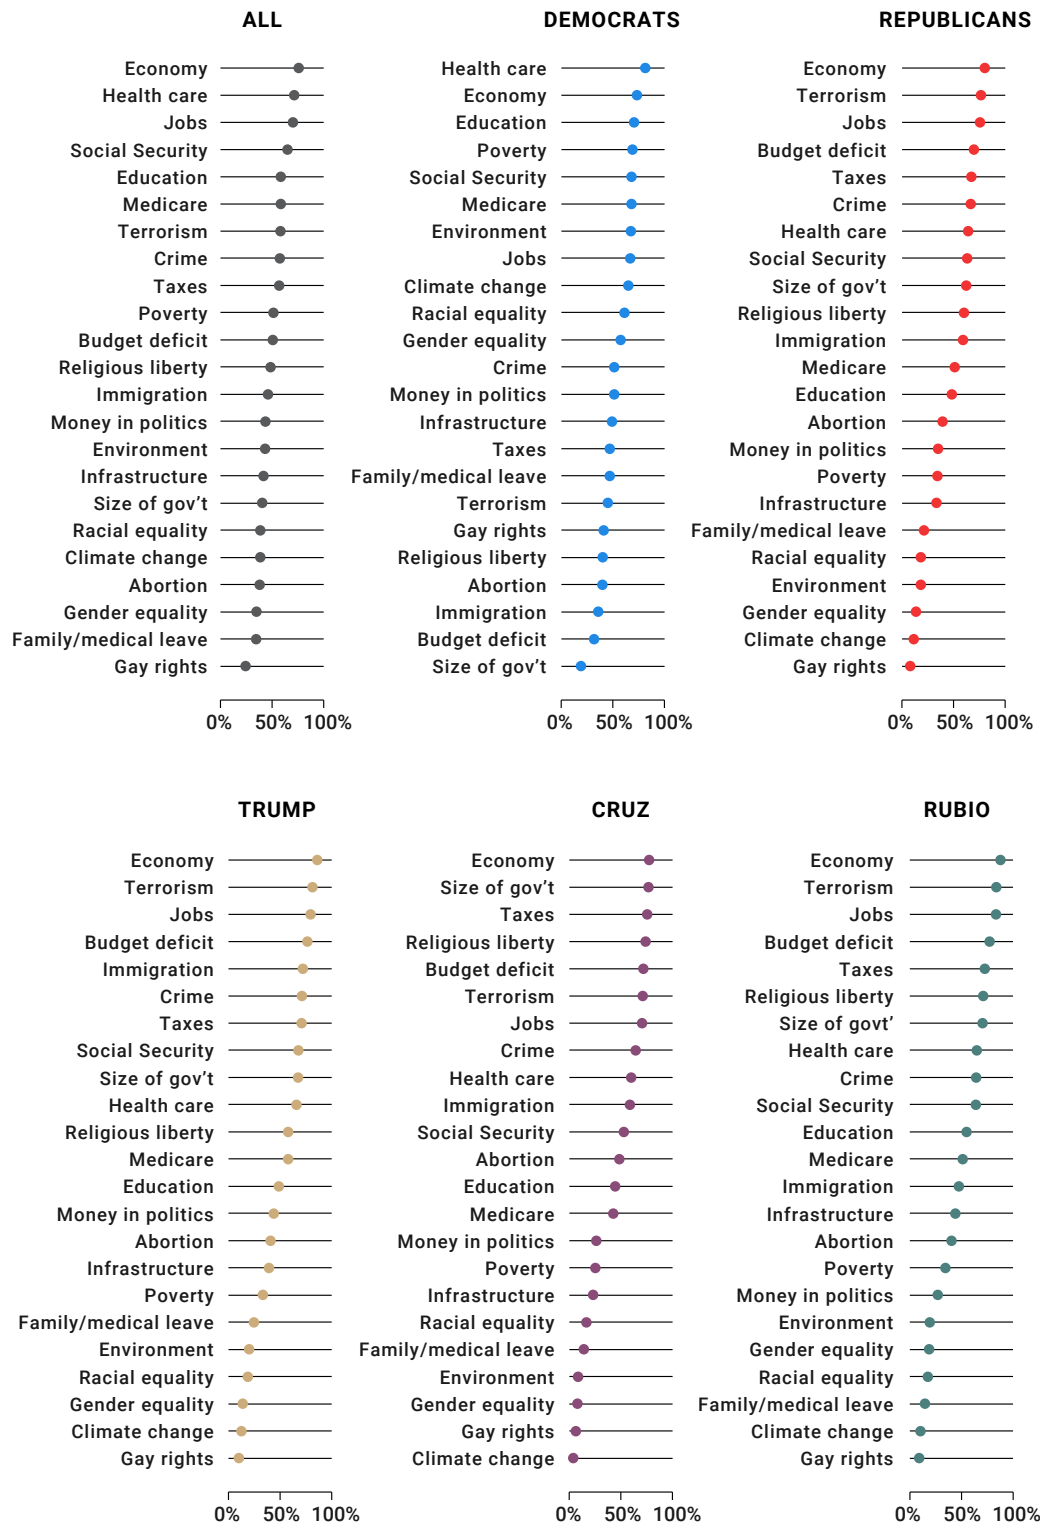 ALL
Economy
Health care
Jobs
Social Security
Education
Medicare
Terrorism
Crime
Taxes
Poverty
Budget deficit
Religious liberty
Immigration
Money in politics
Environment
Infrastructure
Size of gov't
Racial equality
Climate change
Abortion
Gender equality
Family/medical leave
Gay rights
0% 50% 100%
DEMOCRATS
Health care
Economy
Education
Poverty
Social Security
Medicare
Environment
Jobs
Climate change
Racial equality
Gender equality
Crime
Money in politics
Infrastructure
Taxes
Family/medical leave
Terrorism
Gay rights
Religious liberty
Abortion
Immigration
Budget deficit
Size of gov't
0% 50% 100%
REPUBLICANS
Economy
Terrorism
Jobs
Budget deficit
Taxes
Crime
Health care
Social Security
Size of gov't
Religious liberty
Immigration
Medicare
Education
Abortion
Money in politics
Poverty
Infrastructure
Family/medical leave
Racial equality
Environment
Gender equality
Climate change
Gay rights
0% 50% 100%
TRUMP
Economy
Terrorism
Jobs
Budget deficit
Immigration
Crime
Taxes
Social Security
Size of gov't
Health care
Religious liberty
Medicare
Education
Money in politics
Abortion
Infrastructure
Poverty
Family/medical leave
Environment
Racial equality
Gender equality
Climate change
Gay rights
0% 50% 100%
CRUZ
Economy
Size of gov't
Taxes
Religious liberty
Budget deficit
Terrorism
Jobs
Crime
Health care
Immigration
Social Security
Abortion
Education
Medicare
Money in politics
Poverty
Infrastructure
Racial equality
Family/medical leave
Environment
Gender equality
Gay rights
Climate change
0% 50% 100%
RUBIO
Economy
Terrorism
Jobs
Budget deficit
Taxes
Religious liberty
Size of govt'
Health care
Crime
Social Security
Education
Medicare
Immigration
Infrastructure
Abortion
Poverty
Money in politics
Environment
Gender equality
Racial equality
Family/medical leave
Climate change
Gay rights
0% 50% 100%